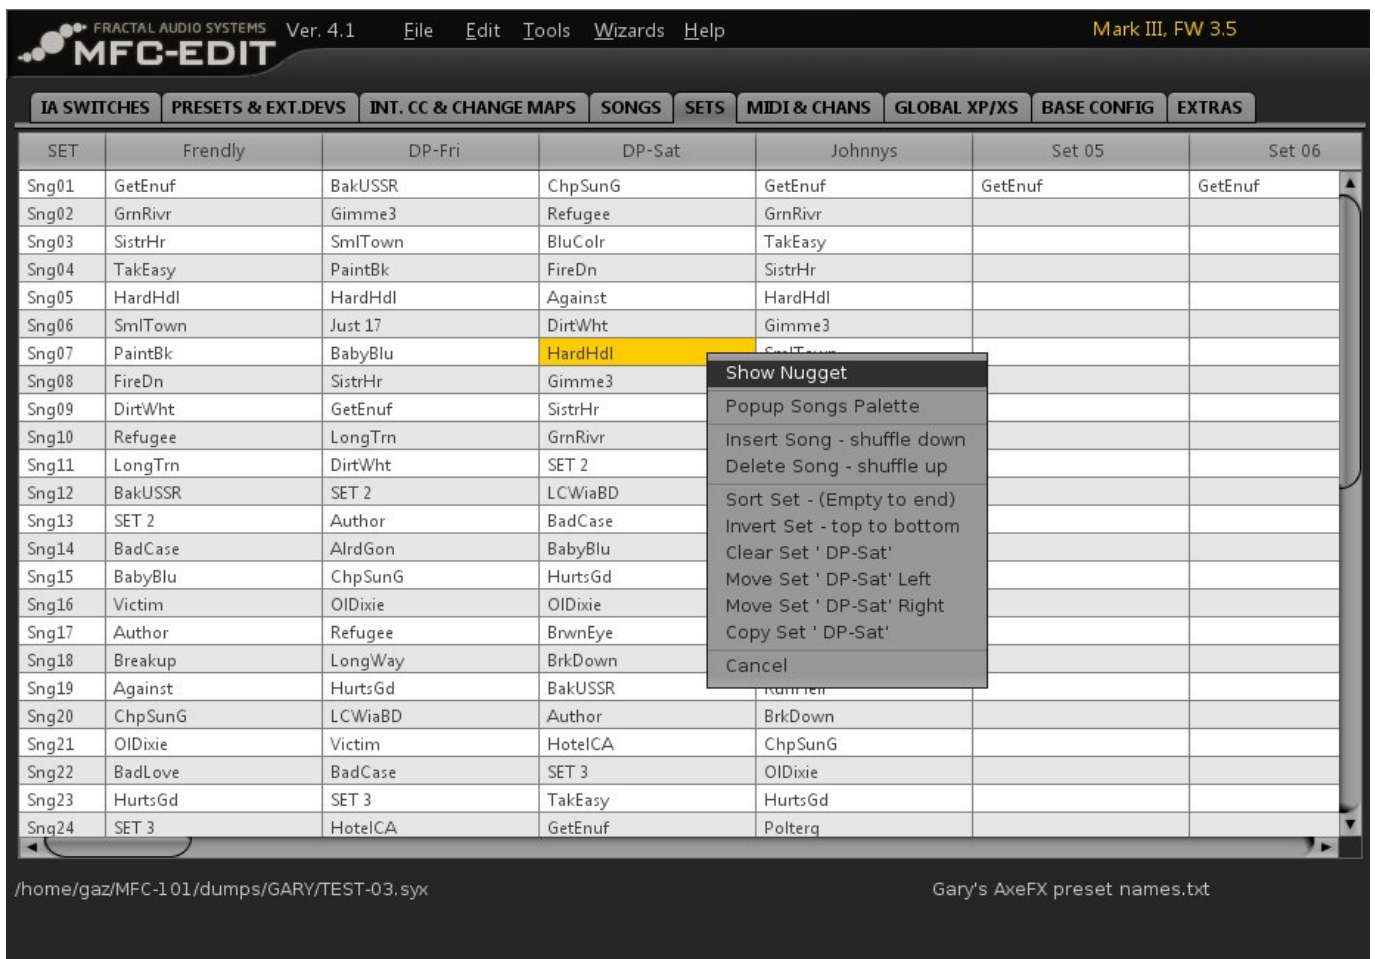 FRACTAL AUDIO SYSTEMS
MFC-EDIT
Ver. 4.1 File Edit Tools Wizards Help Mark III, FW 3.5
IA SWITCHES PRESETS & EXT.DEVS INT. CC & CHANGE MAPS SONGS SETS MIDI & CHANS GLOBAL XP/XS BASE CONFIG EXTRAS
SET Frendly DP-Fri DP-Sat Johnnys Set 05 Set 06
Sng01 GetEnuf BakUSSR ChpSunG GetEnuf GetEnuf GetEnuf
Sng02 GrnRivr Gimme3 Refugee GrnRivr
Sng03 SistrHr SmlTown BluColr TakEasy
Sng04 TakEasy PaintBk FireDn SistrHr
Sng05 HardHdl HardHdl Against HardHdl
Sng06 SmlTown Just 17 DirtWht Gimme3
Sng07 PaintBk BabyBlu HardHdl SmlTown
Sng08 FireDn SistrHr Gimme3
Sng09 DirtWht GetEnuf SistrHr
Sng10 Refugee LongTrn GrnRivr
Sng11 LongTrn DirtWht SET 2
Sng12 BakUSSR SET 2 LCWiaBD
Sng13 SET 2 Author BadCase
Sng14 BadCase AlrdGon BabyBlu
Sng15 BabyBlu ChpSunG HurtsGd
Sng16 Victim OlDixie OlDixie
Sng17 Author Refugee BrwnEye
Sng18 Breakup LongWay BrkDown
Sng19 Against HurtsGd BakUSSR
Sng20 ChpSunG LCWiaBD Author BrkDown
Sng21 OlDixie Victim HotelCA ChpSunG
Sng22 BadLove BadCase SET 3 OlDixie
Sng23 HurtsGd SET 3 TakEasy HurtsGd
Sng24 SET 3 HotelCA GetEnuf Polterg
Show Nugget
Popup Songs Palette
Insert Song - shuffle down
Delete Song - shuffle up
Sort Set - (Empty to end)
Invert Set - top to bottom
Clear Set ' DP-Sat'
Move Set ' DP-Sat' Left
Move Set ' DP-Sat' Right
Copy Set ' DP-Sat'
Cancel
/home/gaz/MFC-101/dumps/GARY/TEST-03.syx Gary's AxeFX preset names.txt